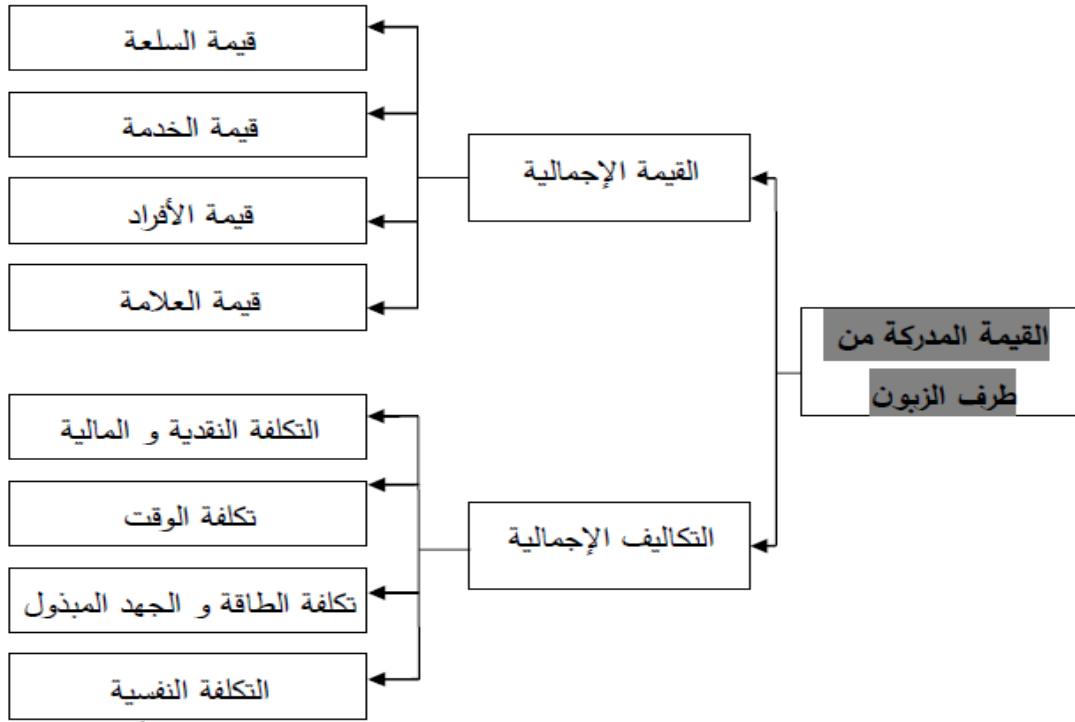 القيمة المدركة من
طرف الزبون
القيمة الإجمالية
قيمة السلعة
قيمة الخدمة
قيمة الأفراد
قيمة العلامة
التكاليف الإجمالية
التكلفة النقدية و المالية
تكلفة الوقت
تكلفة الطاقة و الجهد المبذول
التكلفة النفسية